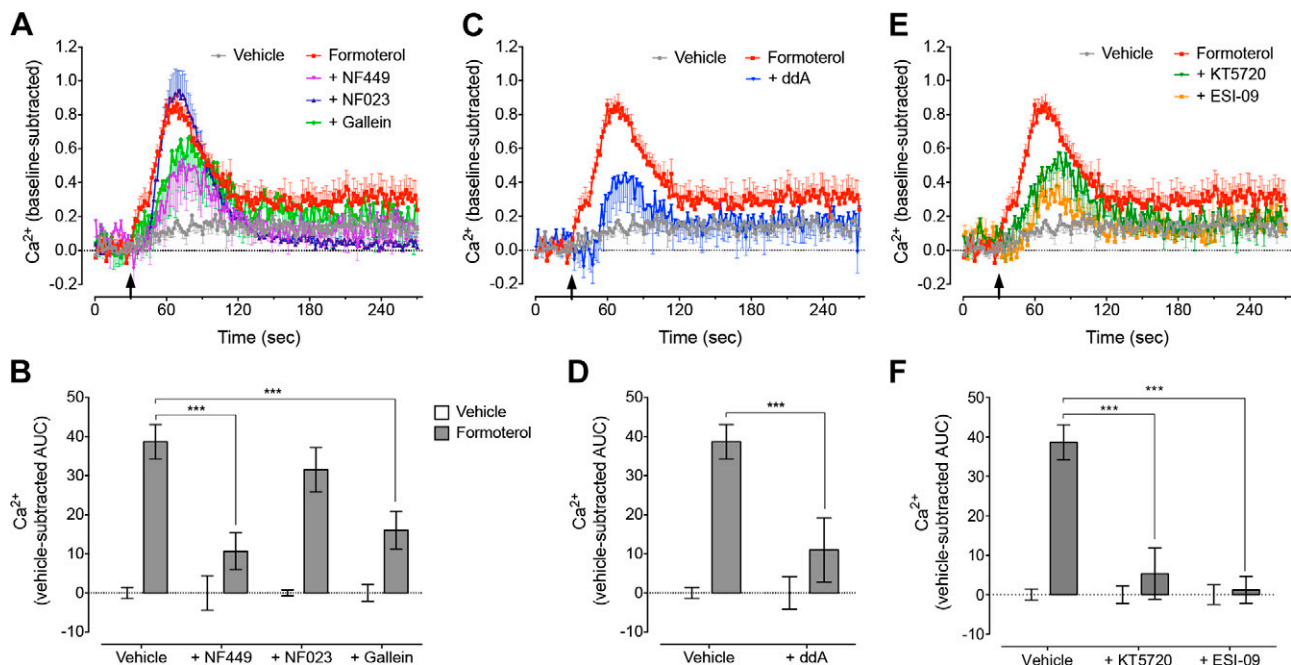 A
Ca2+ (baseline-subtracted)
1.2
1.0
0.8
0.6
0.4
0.2
0.0
-0.2
Vehicle
Formoterol
+ NF449
+ NF023
+ Gallein
0 60 120 180 240
Time (sec)
C
Ca2+ (baseline-subtracted)
1.2
1.0
0.8
0.6
0.4
0.2
0.0
-0.2
Vehicle
Formoterol
+ ddA
0 60 120 180 240
Time (sec)
E
Ca2+ (baseline-subtracted)
1.2
1.0
0.8
0.6
0.4
0.2
0.0
-0.2
Vehicle
Formoterol
+ KT5720
+ ESI-09
0 60 120 180 240
Time (sec)
B
Ca2+
(vehicle-subtracted AUC)
50
40
30
20
10
0
-10
***
***
Vehicle + NF449 + NF023 + Gallein
Vehicle
Formoterol
D
Ca2+
(vehicle-subtracted AUC)
50
40
30
20
10
0
-10
***
Vehicle + ddA
F
Ca2+
(vehicle-subtracted AUC)
50
40
30
20
10
0
-10
***
***
Vehicle + KT5720 + ESI-09